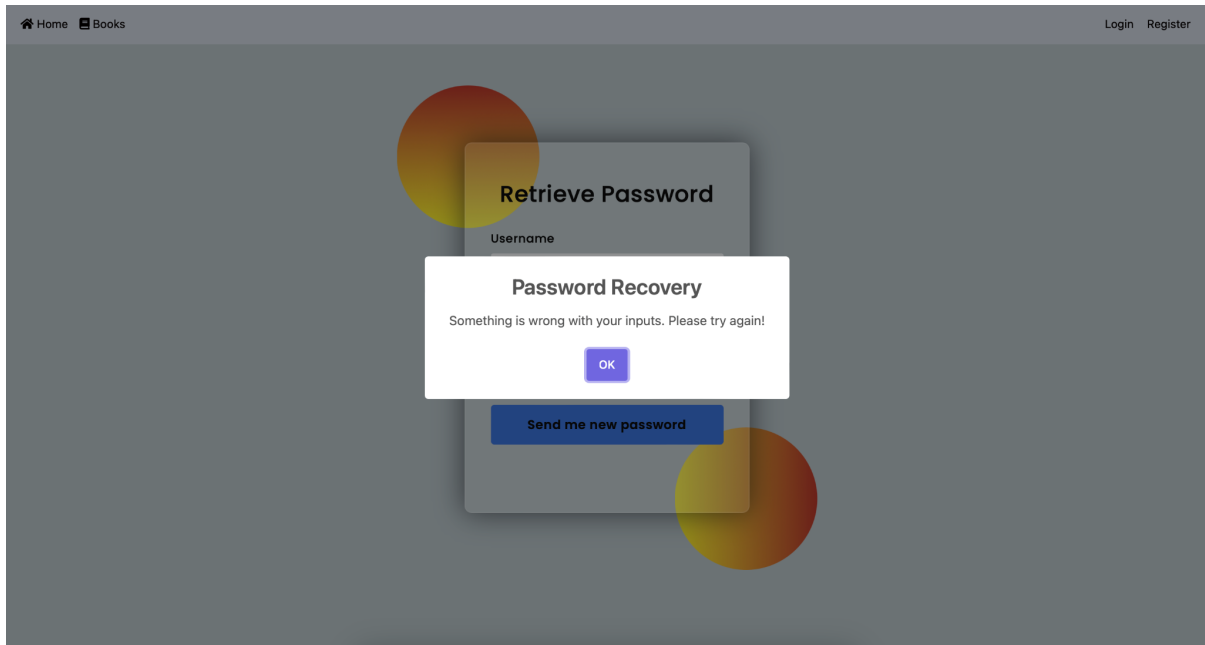 Home Books Login Register
Retrieve Password
Username
Password Recovery
Something is wrong with your inputs. Please try again!
OK
Send me new password